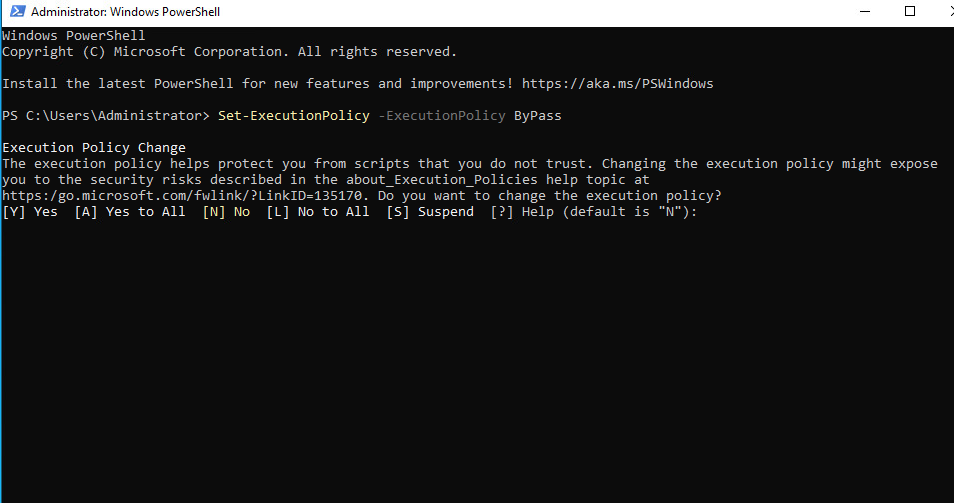 Administrator: Windows PowerShell
Windows PowerShell
Copyright (C) Microsoft Corporation. All rights reserved.
Install the latest PowerShell for new features and improvements! https://aka.ms/PSWindows
PS C:\Users\Administrator> Set-ExecutionPolicy -ExecutionPolicy ByPass
Execution Policy Change
The execution policy helps protect you from scripts that you do not trust. Changing the execution policy might expose
you to the security risks described in the about_Execution_Policies help topic at
https:/go.microsoft.com/fwlink/?LinkID=135170. Do you want to change the execution policy?
[Y] Yes  [A] Yes to All  [N] No  [L] No to All  [S] Suspend  [?] Help (default is "N"):